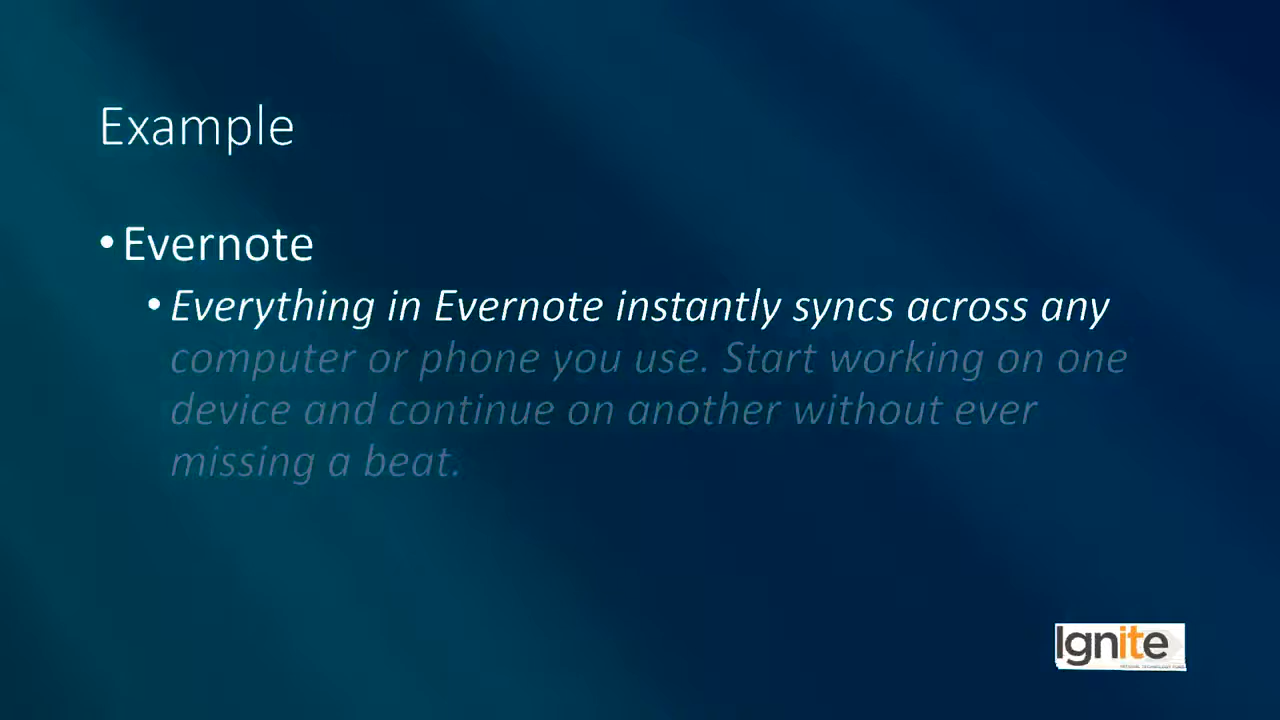 Example
• Evernote
• Everything in Evernote instantly syncs across any
computer or phone you use. Start working on one
device and continue on another without ever
missing a beat.
Ignite